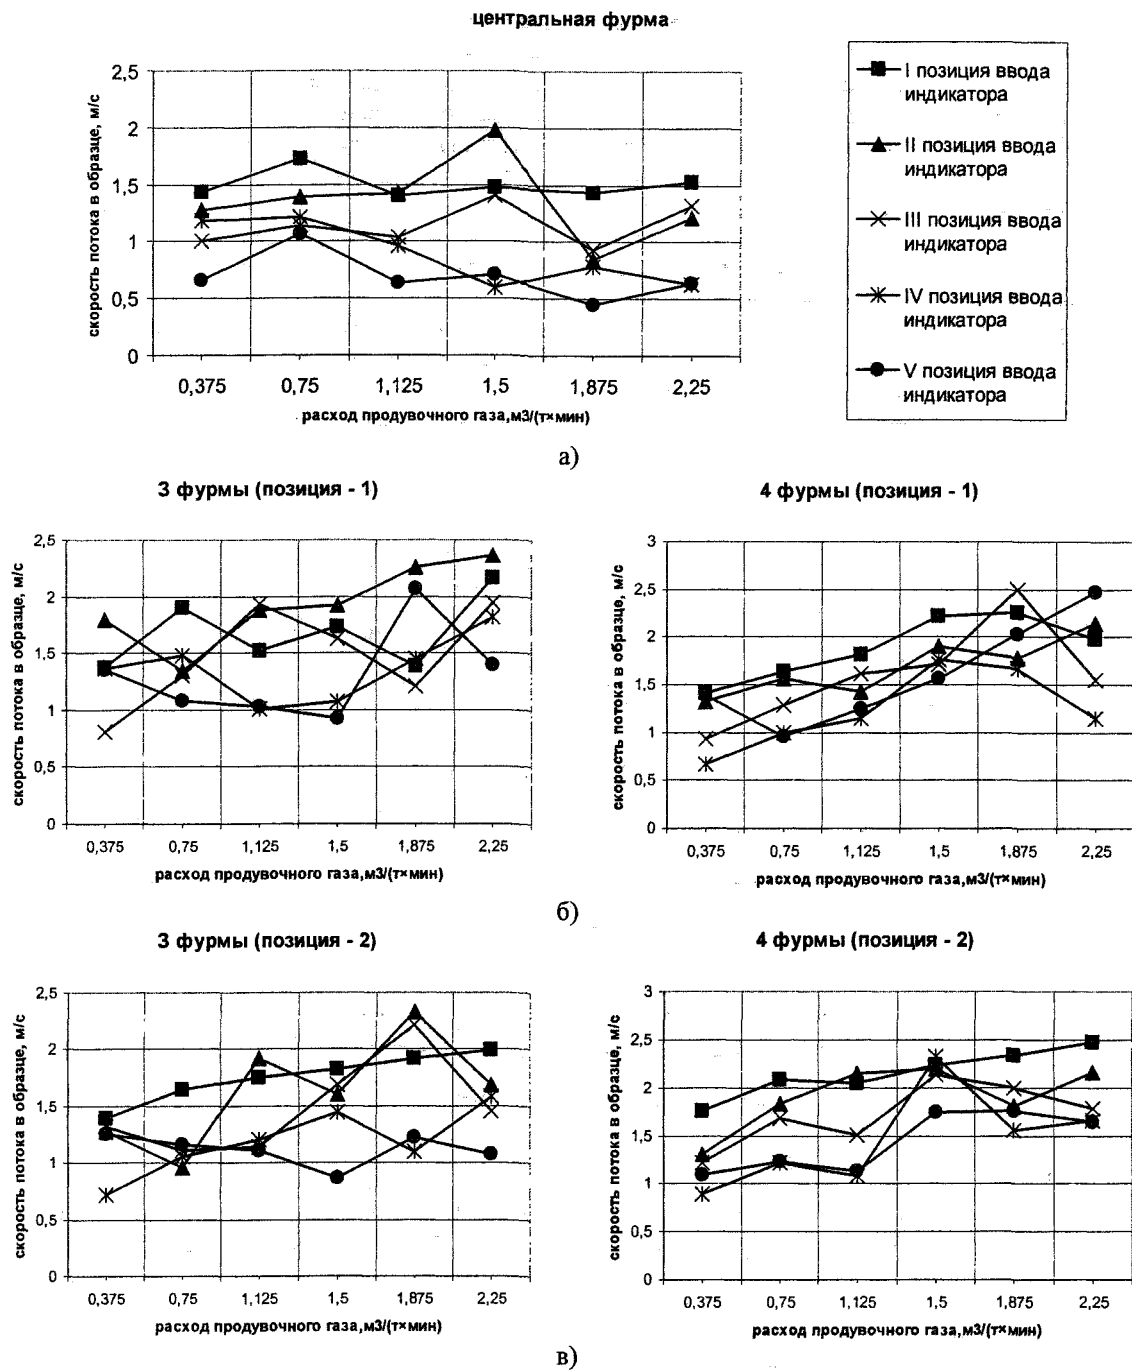 центральная фурма
скорость потока в образце, м/с
2,5
2
1,5
1
0,5
0
0,375 0,75 1,125 1,5 1,875 2,25
расход продувочного газа,м3/(т×мин)
I позиция ввода
индикатора
II позиция ввода
индикатора
III позиция ввода
индикатора
IV позиция ввода
индикатора
V позиция ввода
индикатора
а)
3 фурмы (позиция - 1)
скорость потока в образце, м/с
2,5
2
1,5
1
0,5
0
0,375 0,75 1,125 1,5 1,875 2,25
расход продувочного газа,м3/(т×мин)
4 фурмы (позиция - 1)
скорость потока в образце, м/с
3
2,5
2
1,5
1
0,5
0
0,375 0,75 1,125 1,5 1,875 2,25
расход продувочного газа,м3/(т×мин)
б)
3 фурмы (позиция - 2)
скорость потока в образце, м/с
2,5
2
1,5
1
0,5
0
0,375 0,75 1,125 1,5 1,875 2,25
расход продувочного газа,м3/(т×мин)
4 фурмы (позиция - 2)
скорость потока в образце, м/с
3
2,5
2
1,5
1
0,5
0
0,375 0,75 1,125 1,5 1,875 2,25
расход продувочного газа,м3/(т×мин)
в)